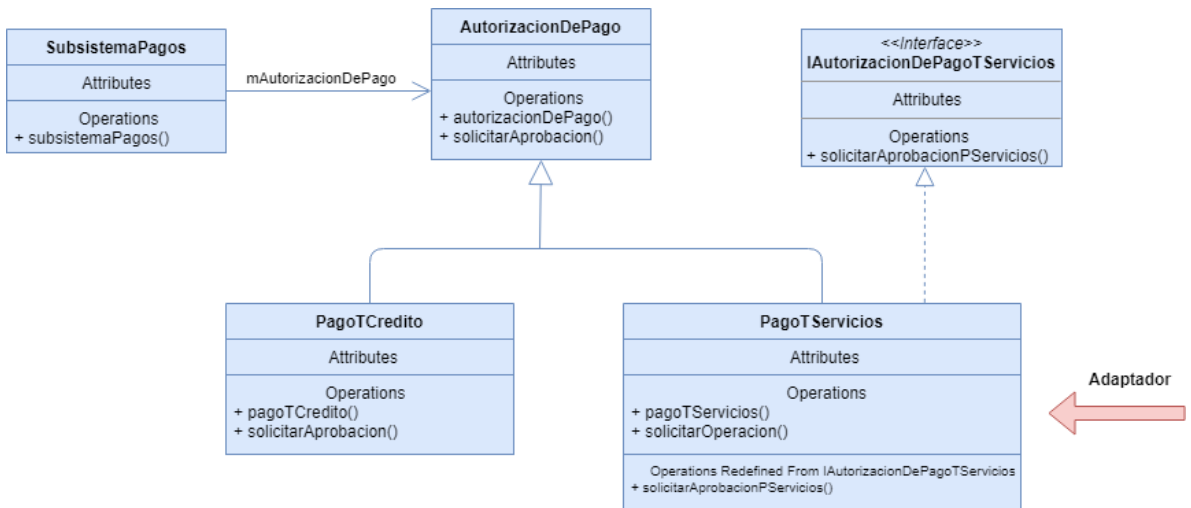 SubsistemaPagos
Attributes
Operations
+ subsistemaPagos()
mAutorizacionDePago
AutorizacionDePago
Attributes
Operations
+ autorizacionDePago()
+ solicitarAprobacion()
<<Interface>>
IAutorizacionDePagoTServicios
Attributes
Operations
+ solicitarAprobacionPServicios()
PagoTCredito
Attributes
Operations
+ pagoTCredito()
+ solicitarAprobacion()
PagoTServicios
Attributes
Operations
+ pagoTServicios()
+ solicitarOperacion()
Operations Redefined From IAutorizacionDePagoTServicios
+ solicitarAprobacionPServicios()
Adaptador